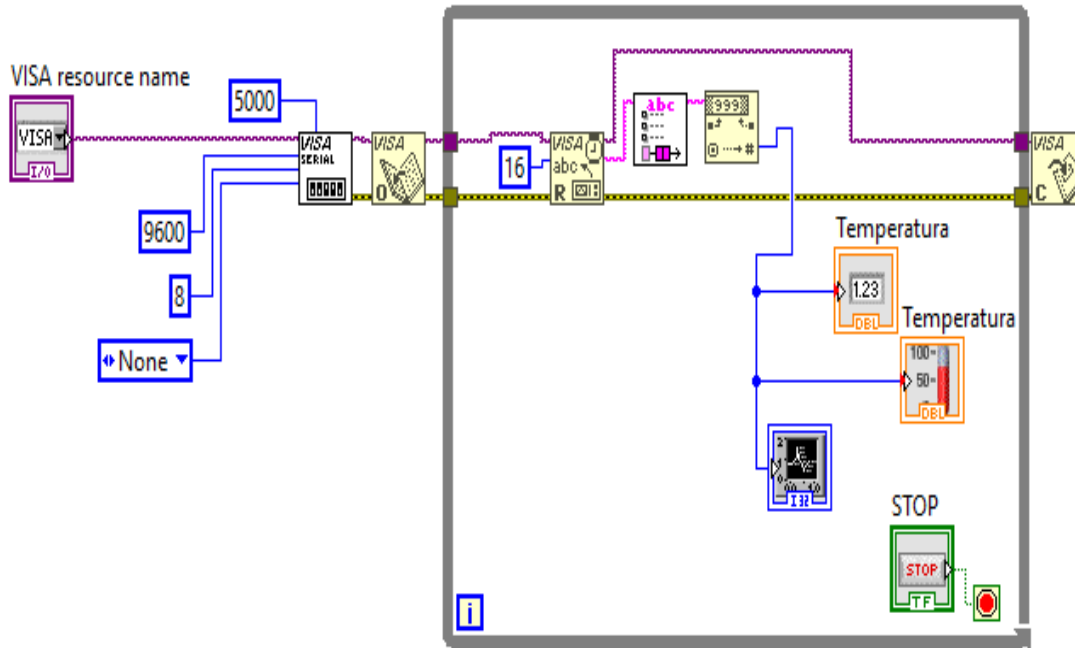 VISA resource name
VISA
I/O
5000
VISA
SERIAL
VISA
O
9600
8
None
16
VISA
abc
R
abc
999
#
VISA
C
Temperatura
1.23
DBL
Temperatura
100
50
DBL
I32
STOP
STOP
TF
i